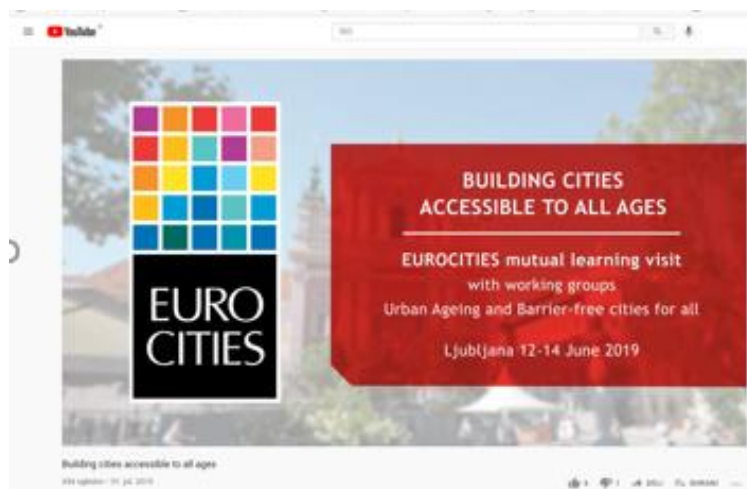 YouTube
BUILDING CITIES
ACCESSIBLE TO ALL AGES
EUROCITIES mutual learning visit
with working groups
Urban Ageing and Barrier-free cities for all
Ljubljana 12-14 June 2019
EURO
CITIES
Building cities accessible to all ages